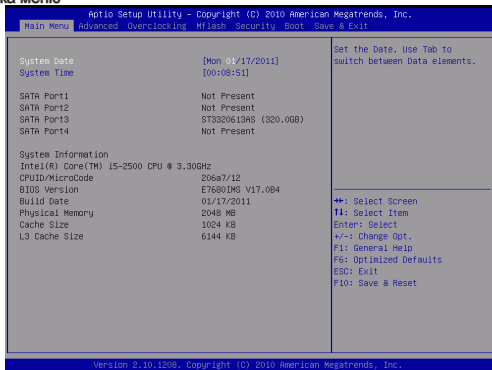 Aptio Setup Utility – Copyright (C) 2010 American Megatrends, Inc.
Main Menu Advanced Overclocking Mflash Security Boot Save & Exit
Set the Date. Use Tab to
switch between Data elements.
System Date [Mon 01/17/2011]
System Time [00:08:51]
SATA Port1 Not Present
SATA Port2 Not Present
SATA Port3 ST3320613AS (320.0GB)
SATA Port4 Not Present
System Information
Intel(R) Core(TM) i5-2500 CPU @ 3.30GHz
CPUID/MicroCode 206a7/12
BIOS Version E7680IMS V17.0B4
Build Date 01/17/2011
Physical Memory 2048 MB
Cache Size 1024 KB
L3 Cache Size 6144 KB
→←: Select Screen
↑↓: Select Item
Enter: Select
+/-: Change Opt.
F1: General Help
F6: Optimized Defaults
ESC: Exit
F10: Save & Reset
Version 2.10.1208. Copyright (C) 2010 American Megatrends, Inc.